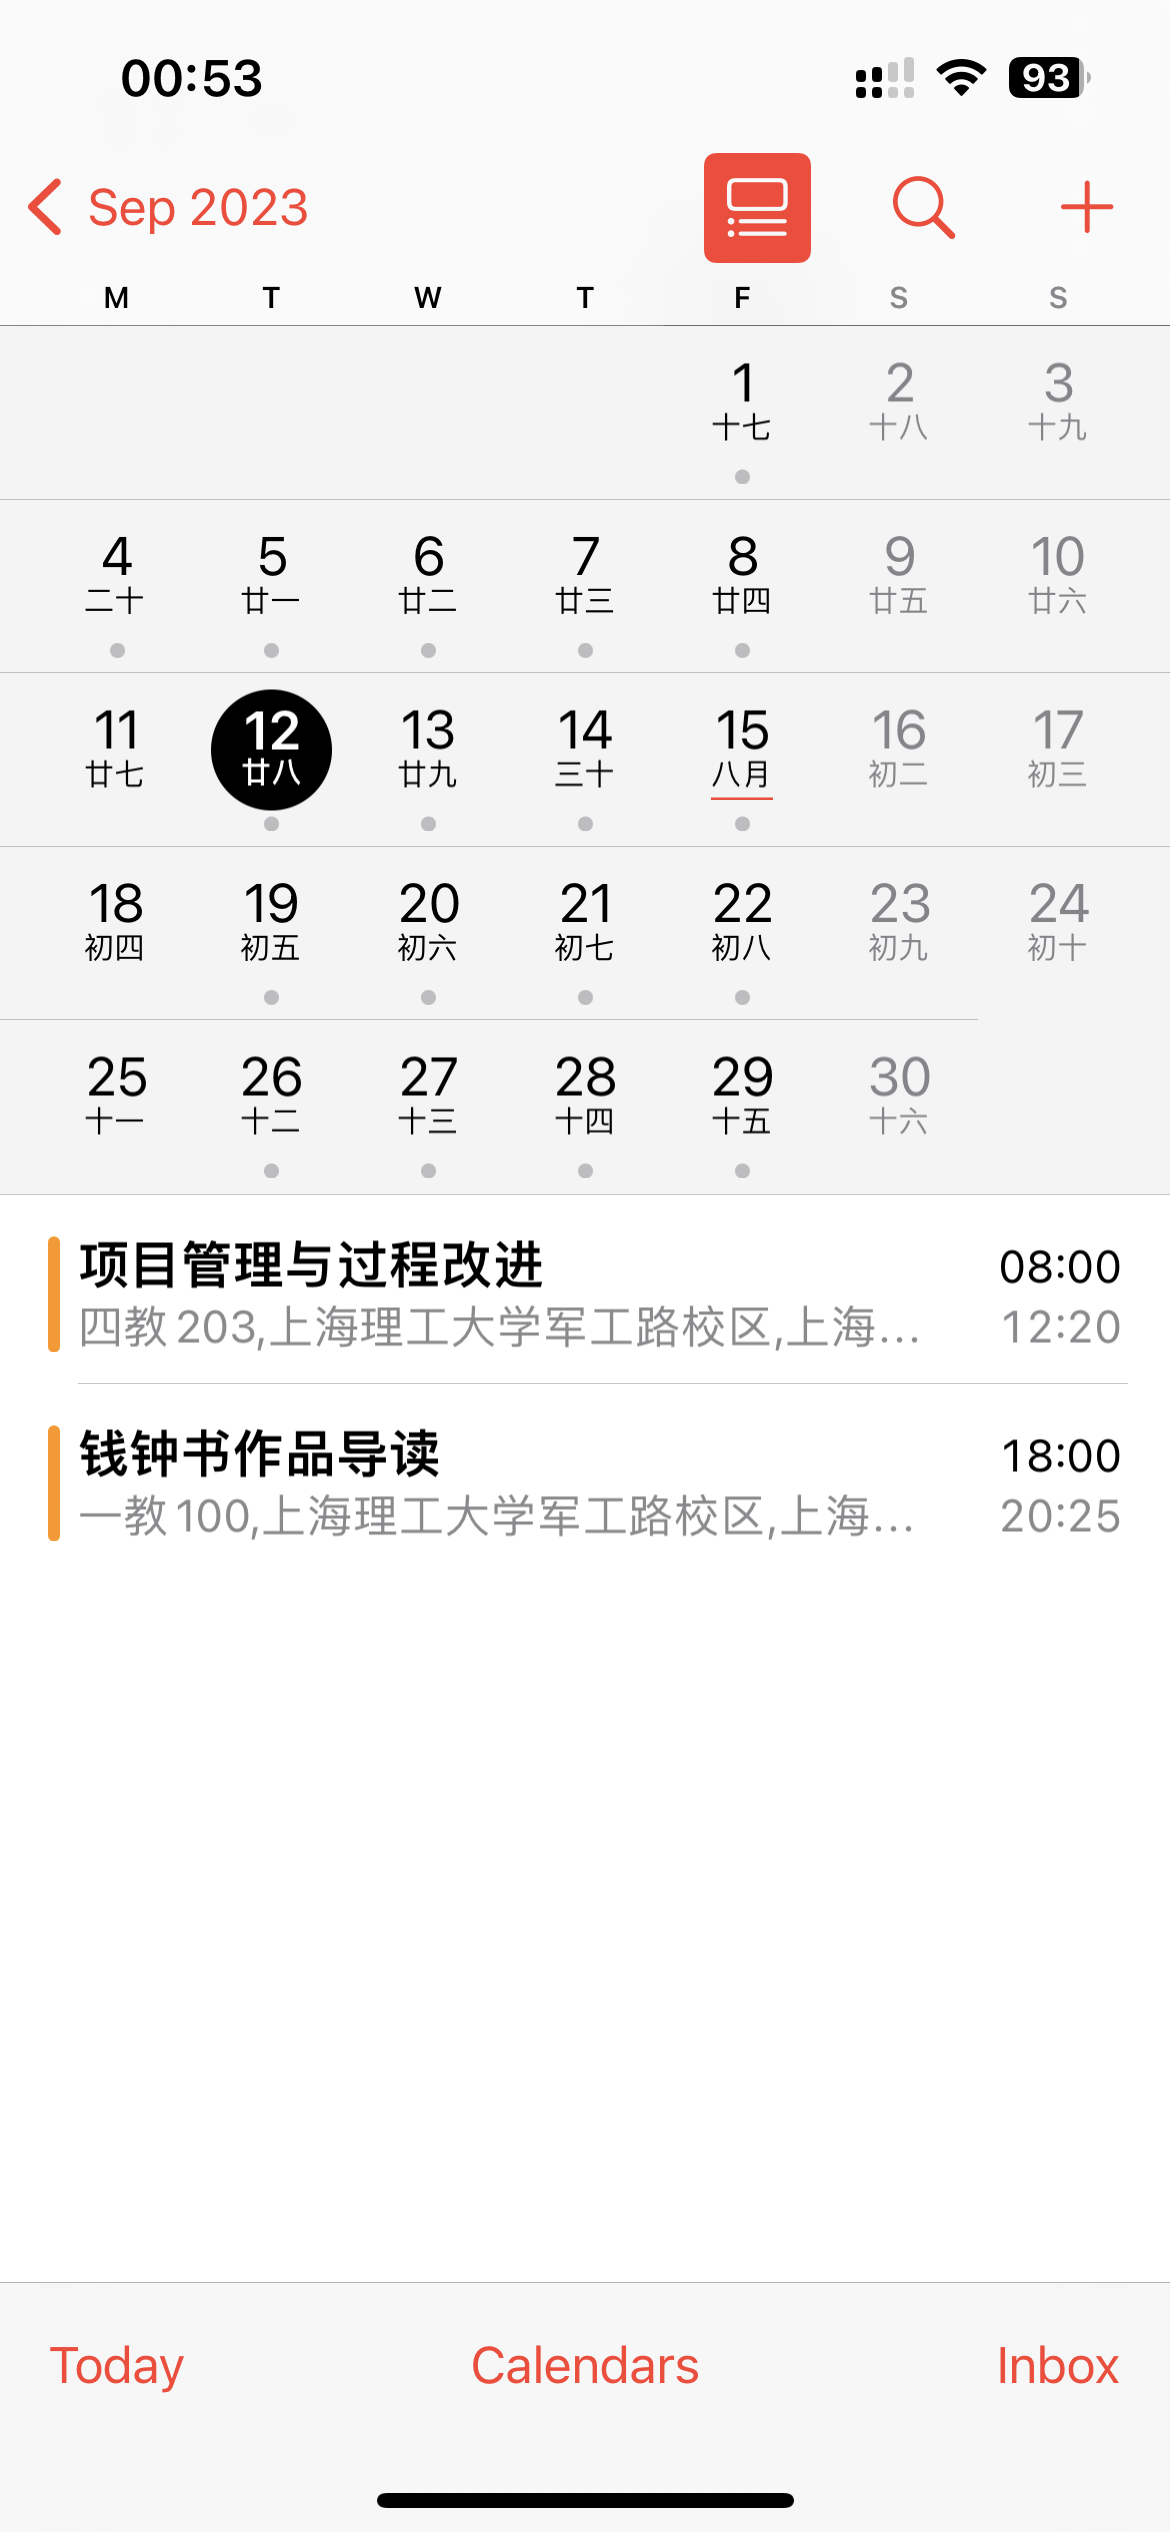 00:53
93
Sep 2023
M T W T F S S
1 2 3
十七 十八 十九
4 5 6 7 8 9 10
二十 廿一 廿二 廿三 廿四 廿五 廿六
11 12 13 14 15 16 17
廿七 廿八 廿九 三十 八月 初二 初三
18 19 20 21 22 23 24
初四 初五 初六 初七 初八 初九 初十
25 26 27 28 29 30
十一 十二 十三 十四 十五 十六
项目管理与过程改进 08:00
四教 203,上海理工大学军工路校区,上海... 12:20
钱钟书作品导读 18:00
一教 100,上海理工大学军工路校区,上海... 20:25
Today Calendars Inbox